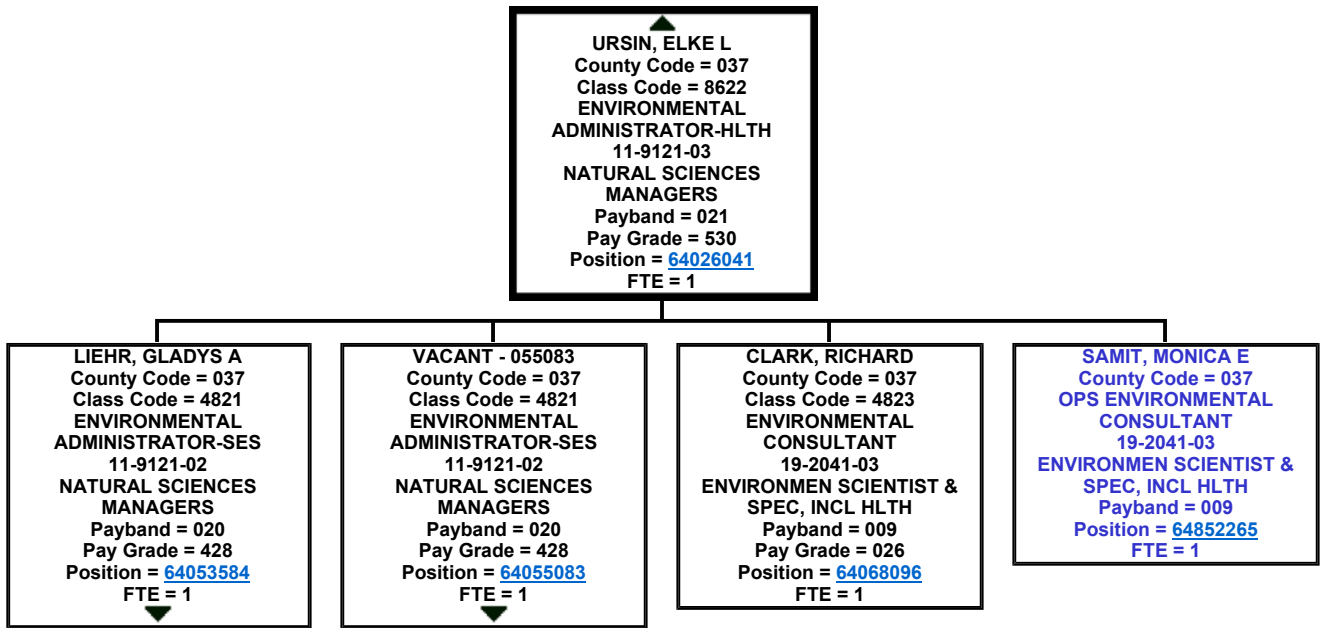 URSIN, ELKE L
County Code = 037
Class Code = 8622
ENVIRONMENTAL
ADMINISTRATOR-HLTH
11-9121-03
NATURAL SCIENCES
MANAGERS
Payband = 021
Pay Grade = 530
Position = 64026041
FTE = 1
LIEHR, GLADYS A
County Code = 037
Class Code = 4821
ENVIRONMENTAL
ADMINISTRATOR-SES
11-9121-02
NATURAL SCIENCES
MANAGERS
Payband = 020
Pay Grade = 428
Position = 64053584
FTE = 1
VACANT - 055083
County Code = 037
Class Code = 4821
ENVIRONMENTAL
ADMINISTRATOR-SES
11-9121-02
NATURAL SCIENCES
MANAGERS
Payband = 020
Pay Grade = 428
Position = 64055083
FTE = 1
CLARK, RICHARD
County Code = 037
Class Code = 4823
ENVIRONMENTAL
CONSULTANT
19-2041-03
ENVIRONMEN SCIENTIST &
SPEC, INCL HLTH
Payband = 009
Pay Grade = 026
Position = 64068096
FTE = 1
SAMIT, MONICA E
County Code = 037
OPS ENVIRONMENTAL
CONSULTANT
19-2041-03
ENVIRONMEN SCIENTIST &
SPEC, INCL HLTH
Payband = 009
Position = 64852265
FTE = 1